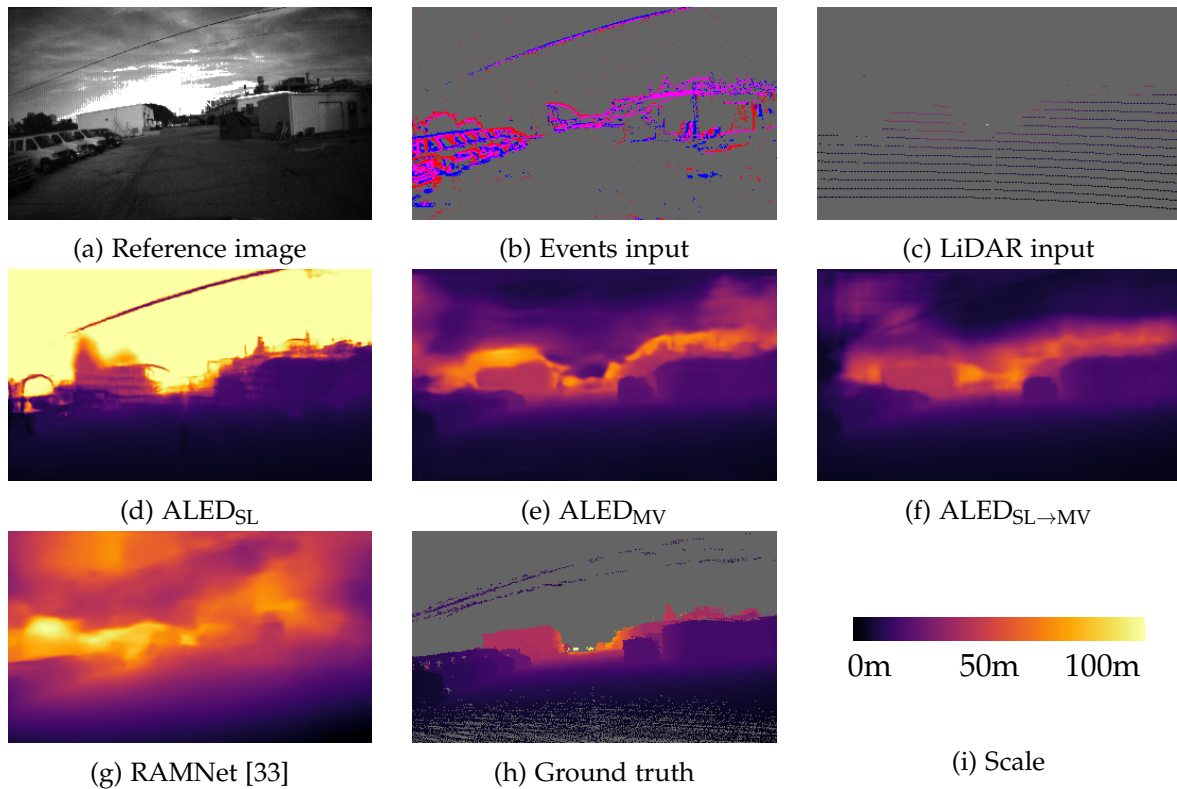 (a) Reference image
(b) Events input
(c) LiDAR input
(d) ALED_SL
(e) ALED_MV
(f) ALED_SL→MV
0m 50m 100m
(g) RAMNet [33]
(h) Ground truth
(i) Scale